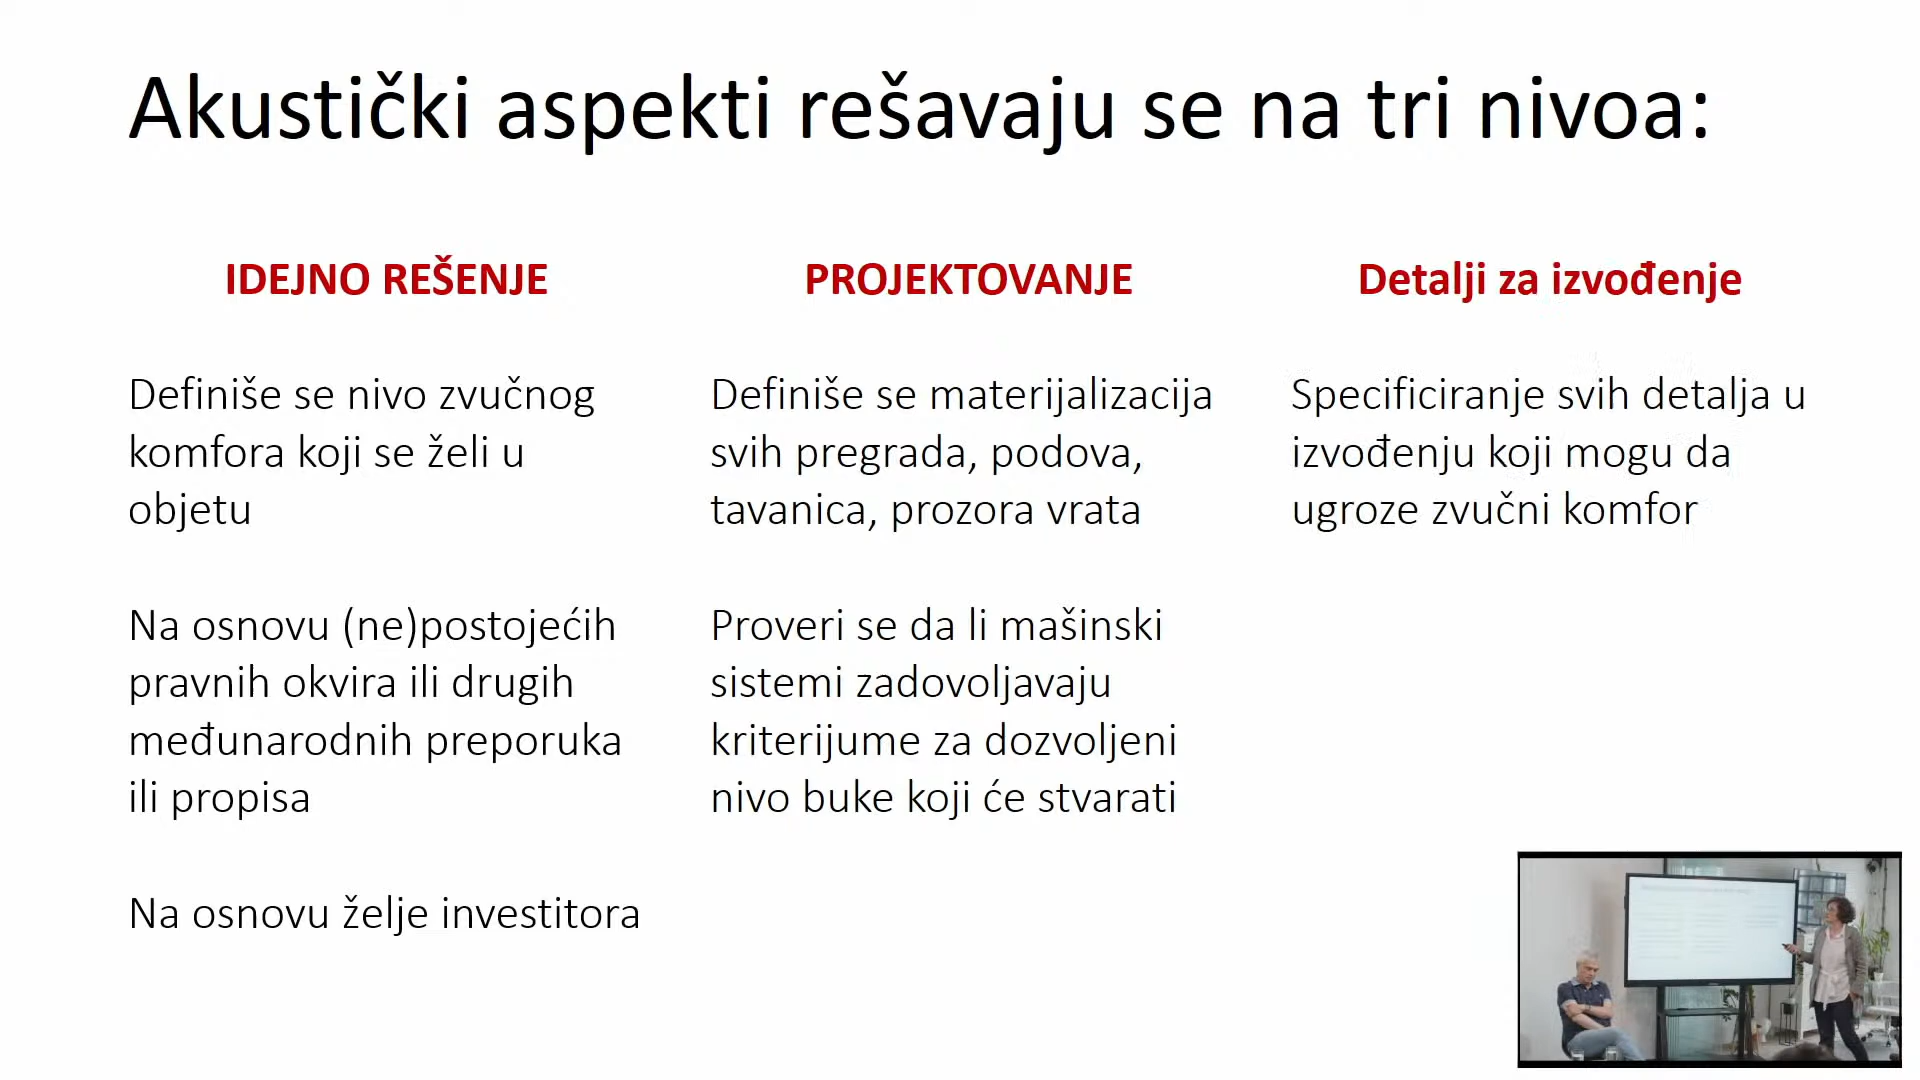 Akustički aspekti rešavaju se na tri nivoa:
IDEJNO REŠENJE
Definiše se nivo zvučnog
komfora koji se želi u
objetu
Na osnovu (ne)postojećih
pravnih okvira ili drugih
međunarodnih preporuka
ili propisa
Na osnovu želje investitora
PROJEKTOVANJE
Definiše se materijalizacija
svih pregrada, podova,
tavanica, prozora vrata
Proveri se da li mašinski
sistemi zadovoljavaju
kriterijume za dozvoljeni
nivo buke koji će stvarati
Detalji za izvođenje
Specificiranje svih detalja u
izvođenju koji mogu da
ugroze zvučni komfor